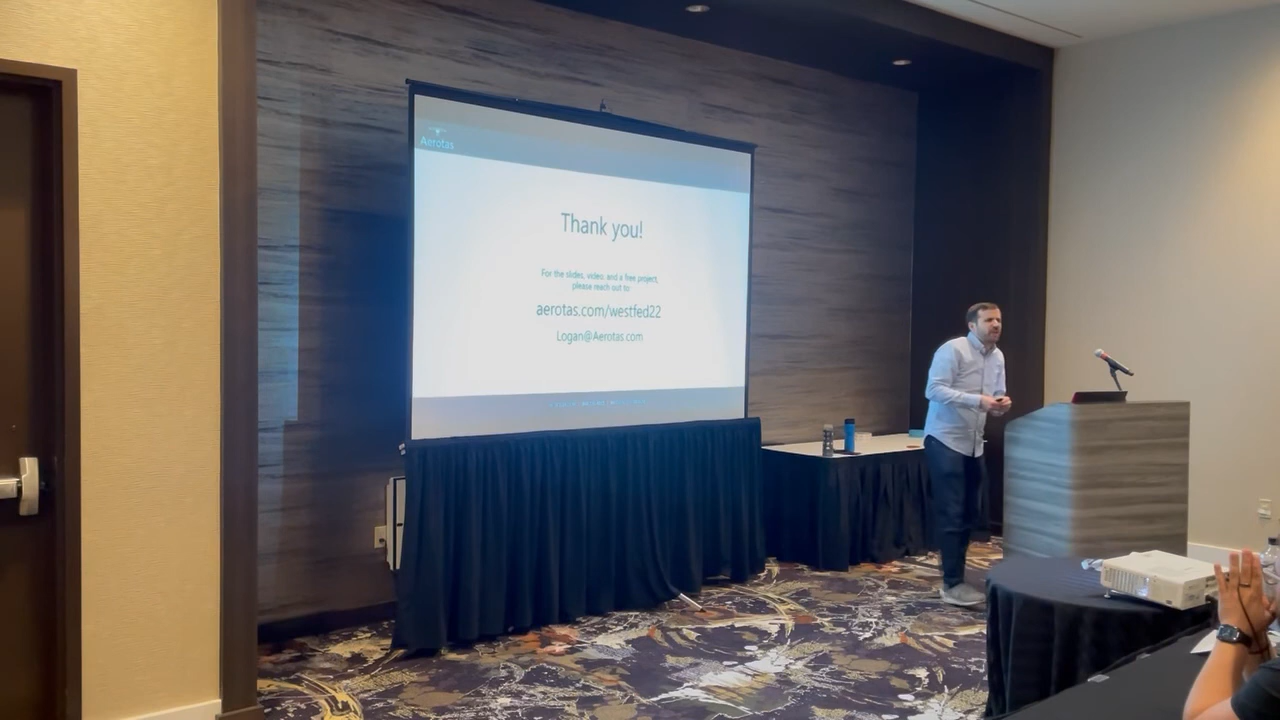 Aerotas
Thank you!
For the slides, video, and a free project,
please reach out to:
aerotas.com/westfed22
Logan@Aerotas.com